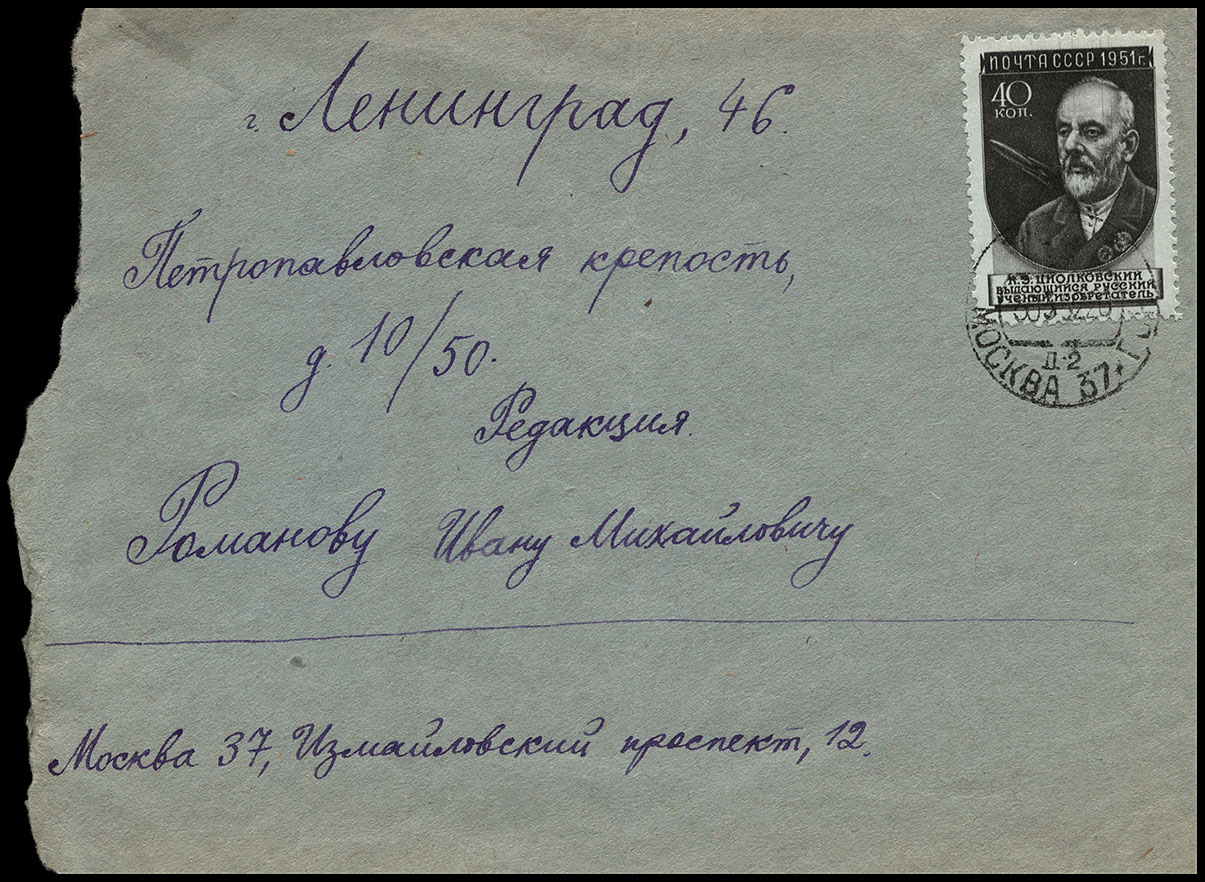 г. Ленинград, 46.
Петропавловская крепость,
д. 10/50.
Редакция.
Романову Ивану Михайловичу
Москва 37, Измайловский проспект, 12.
ПОЧТА СССР 1951 г.
40
КОП.
К.Э. ЦИОЛКОВСКИЙ
ВЫДАЮЩИЙСЯ РУССКИЙ
УЧЕНЫЙ, ИЗОБРЕТАТЕЛЬ
Д-2
МОСКВА 37